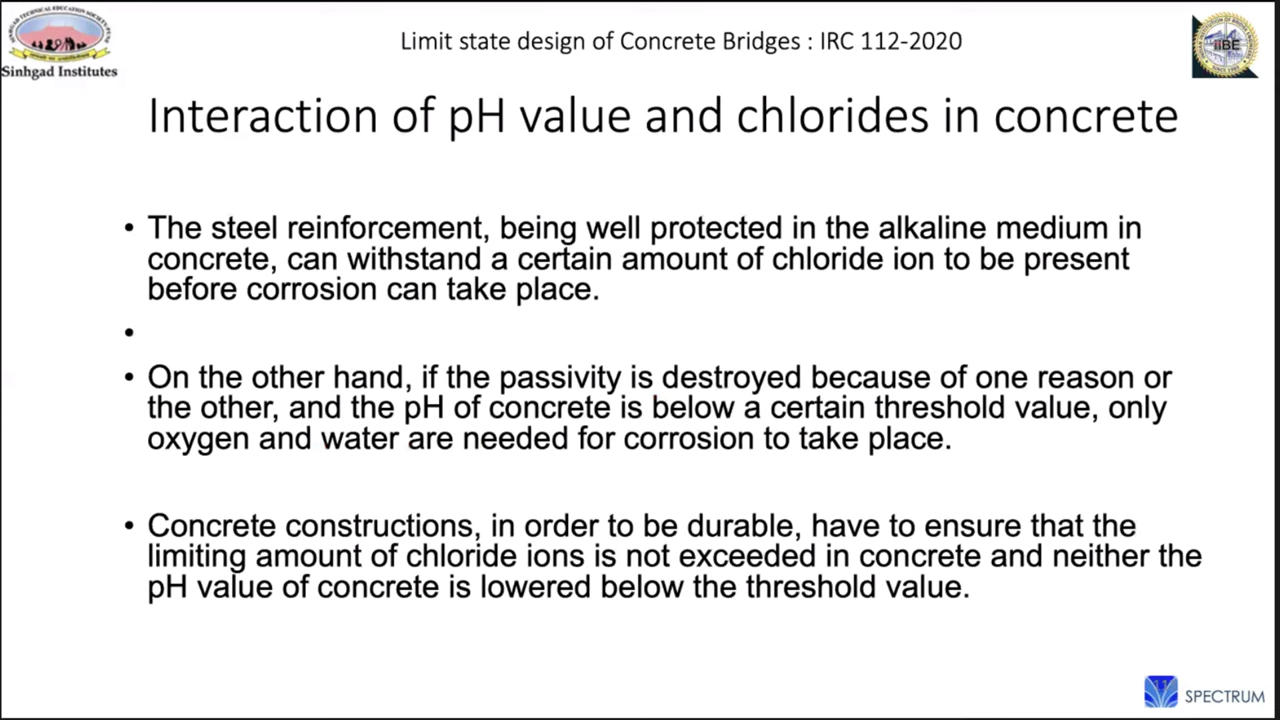 Limit state design of Concrete Bridges : IRC 112-2020
Sinhgad Institutes
iiBE
Interaction of pH value and chlorides in concrete
• The steel reinforcement, being well protected in the alkaline medium in
concrete, can withstand a certain amount of chloride ion to be present
before corrosion can take place.
•
• On the other hand, if the passivity is destroyed because of one reason or
the other, and the pH of concrete is below a certain threshold value, only
oxygen and water are needed for corrosion to take place.
• Concrete constructions, in order to be durable, have to ensure that the
limiting amount of chloride ions is not exceeded in concrete and neither the
pH value of concrete is lowered below the threshold value.
SPECTRUM